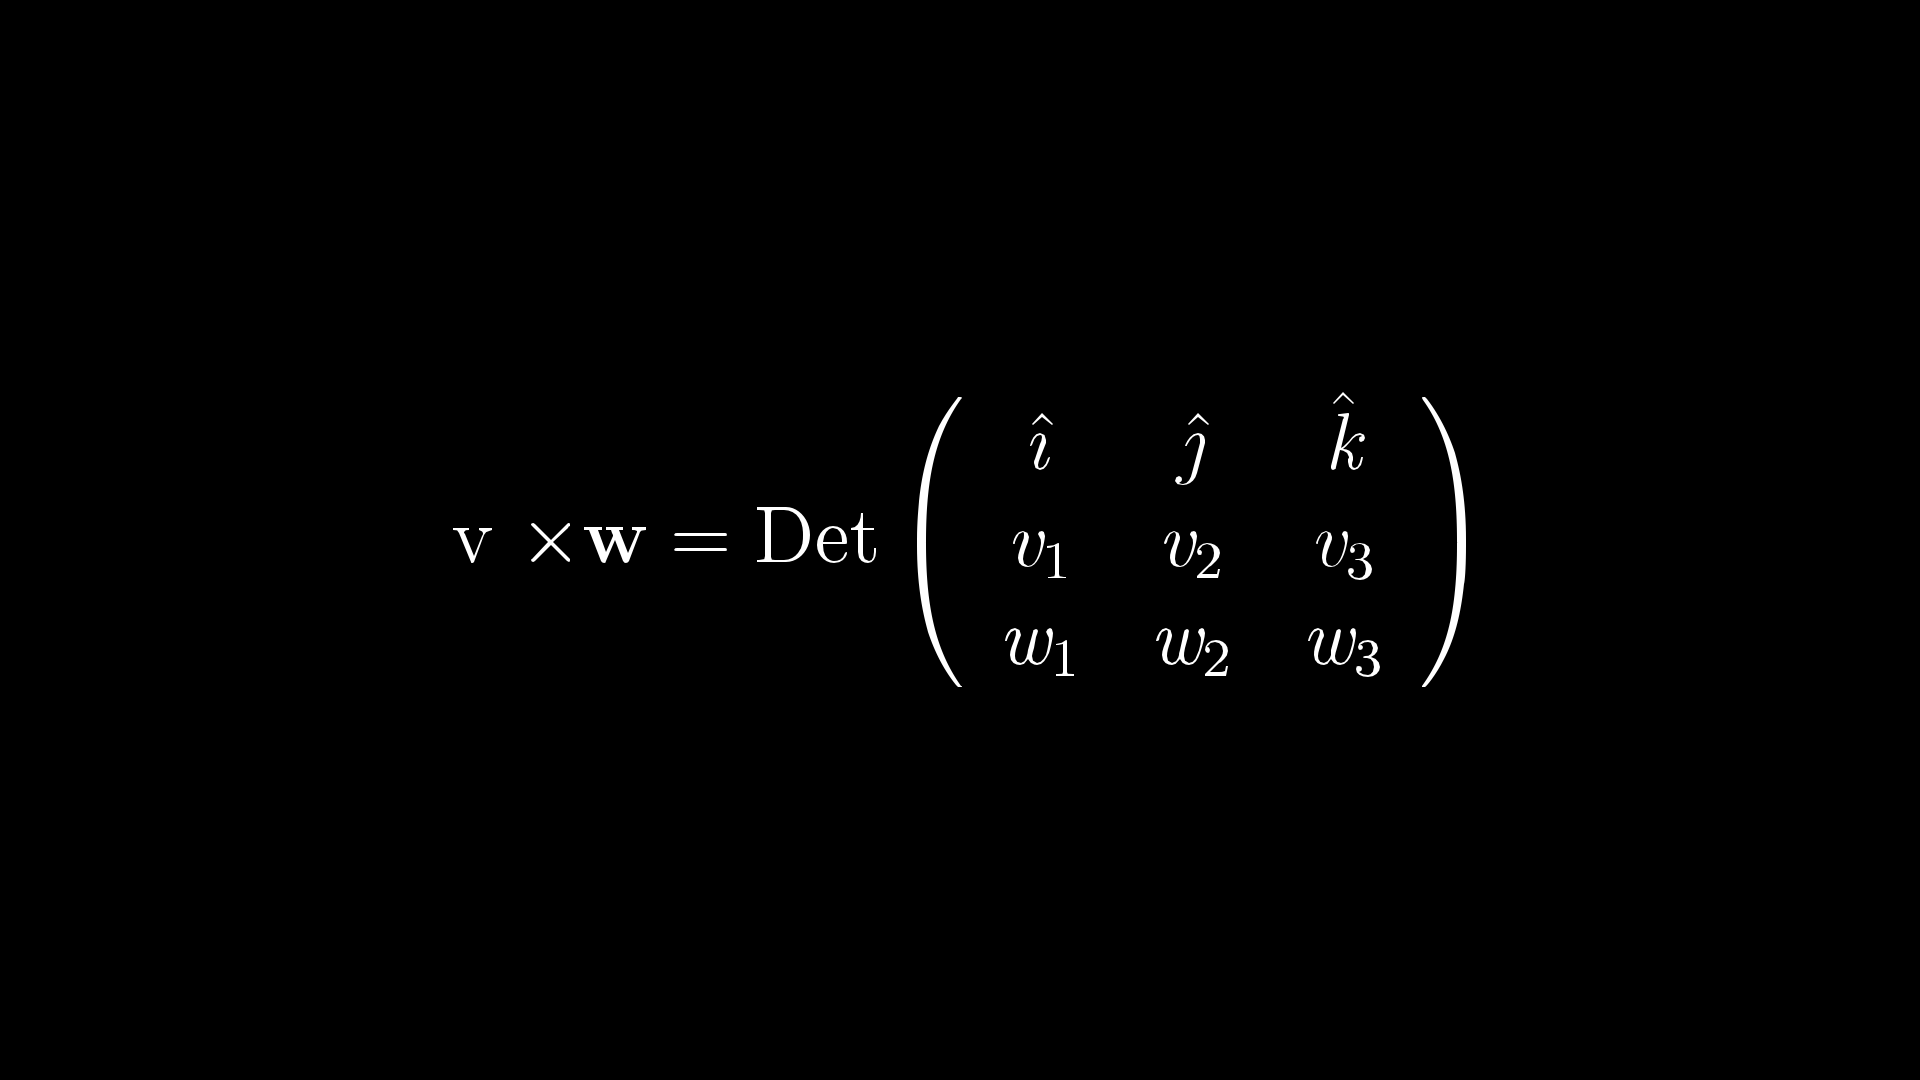 v × w = Det ( î ĵ k̂
v₁ v₂ v₃
w₁ w₂ w₃ )